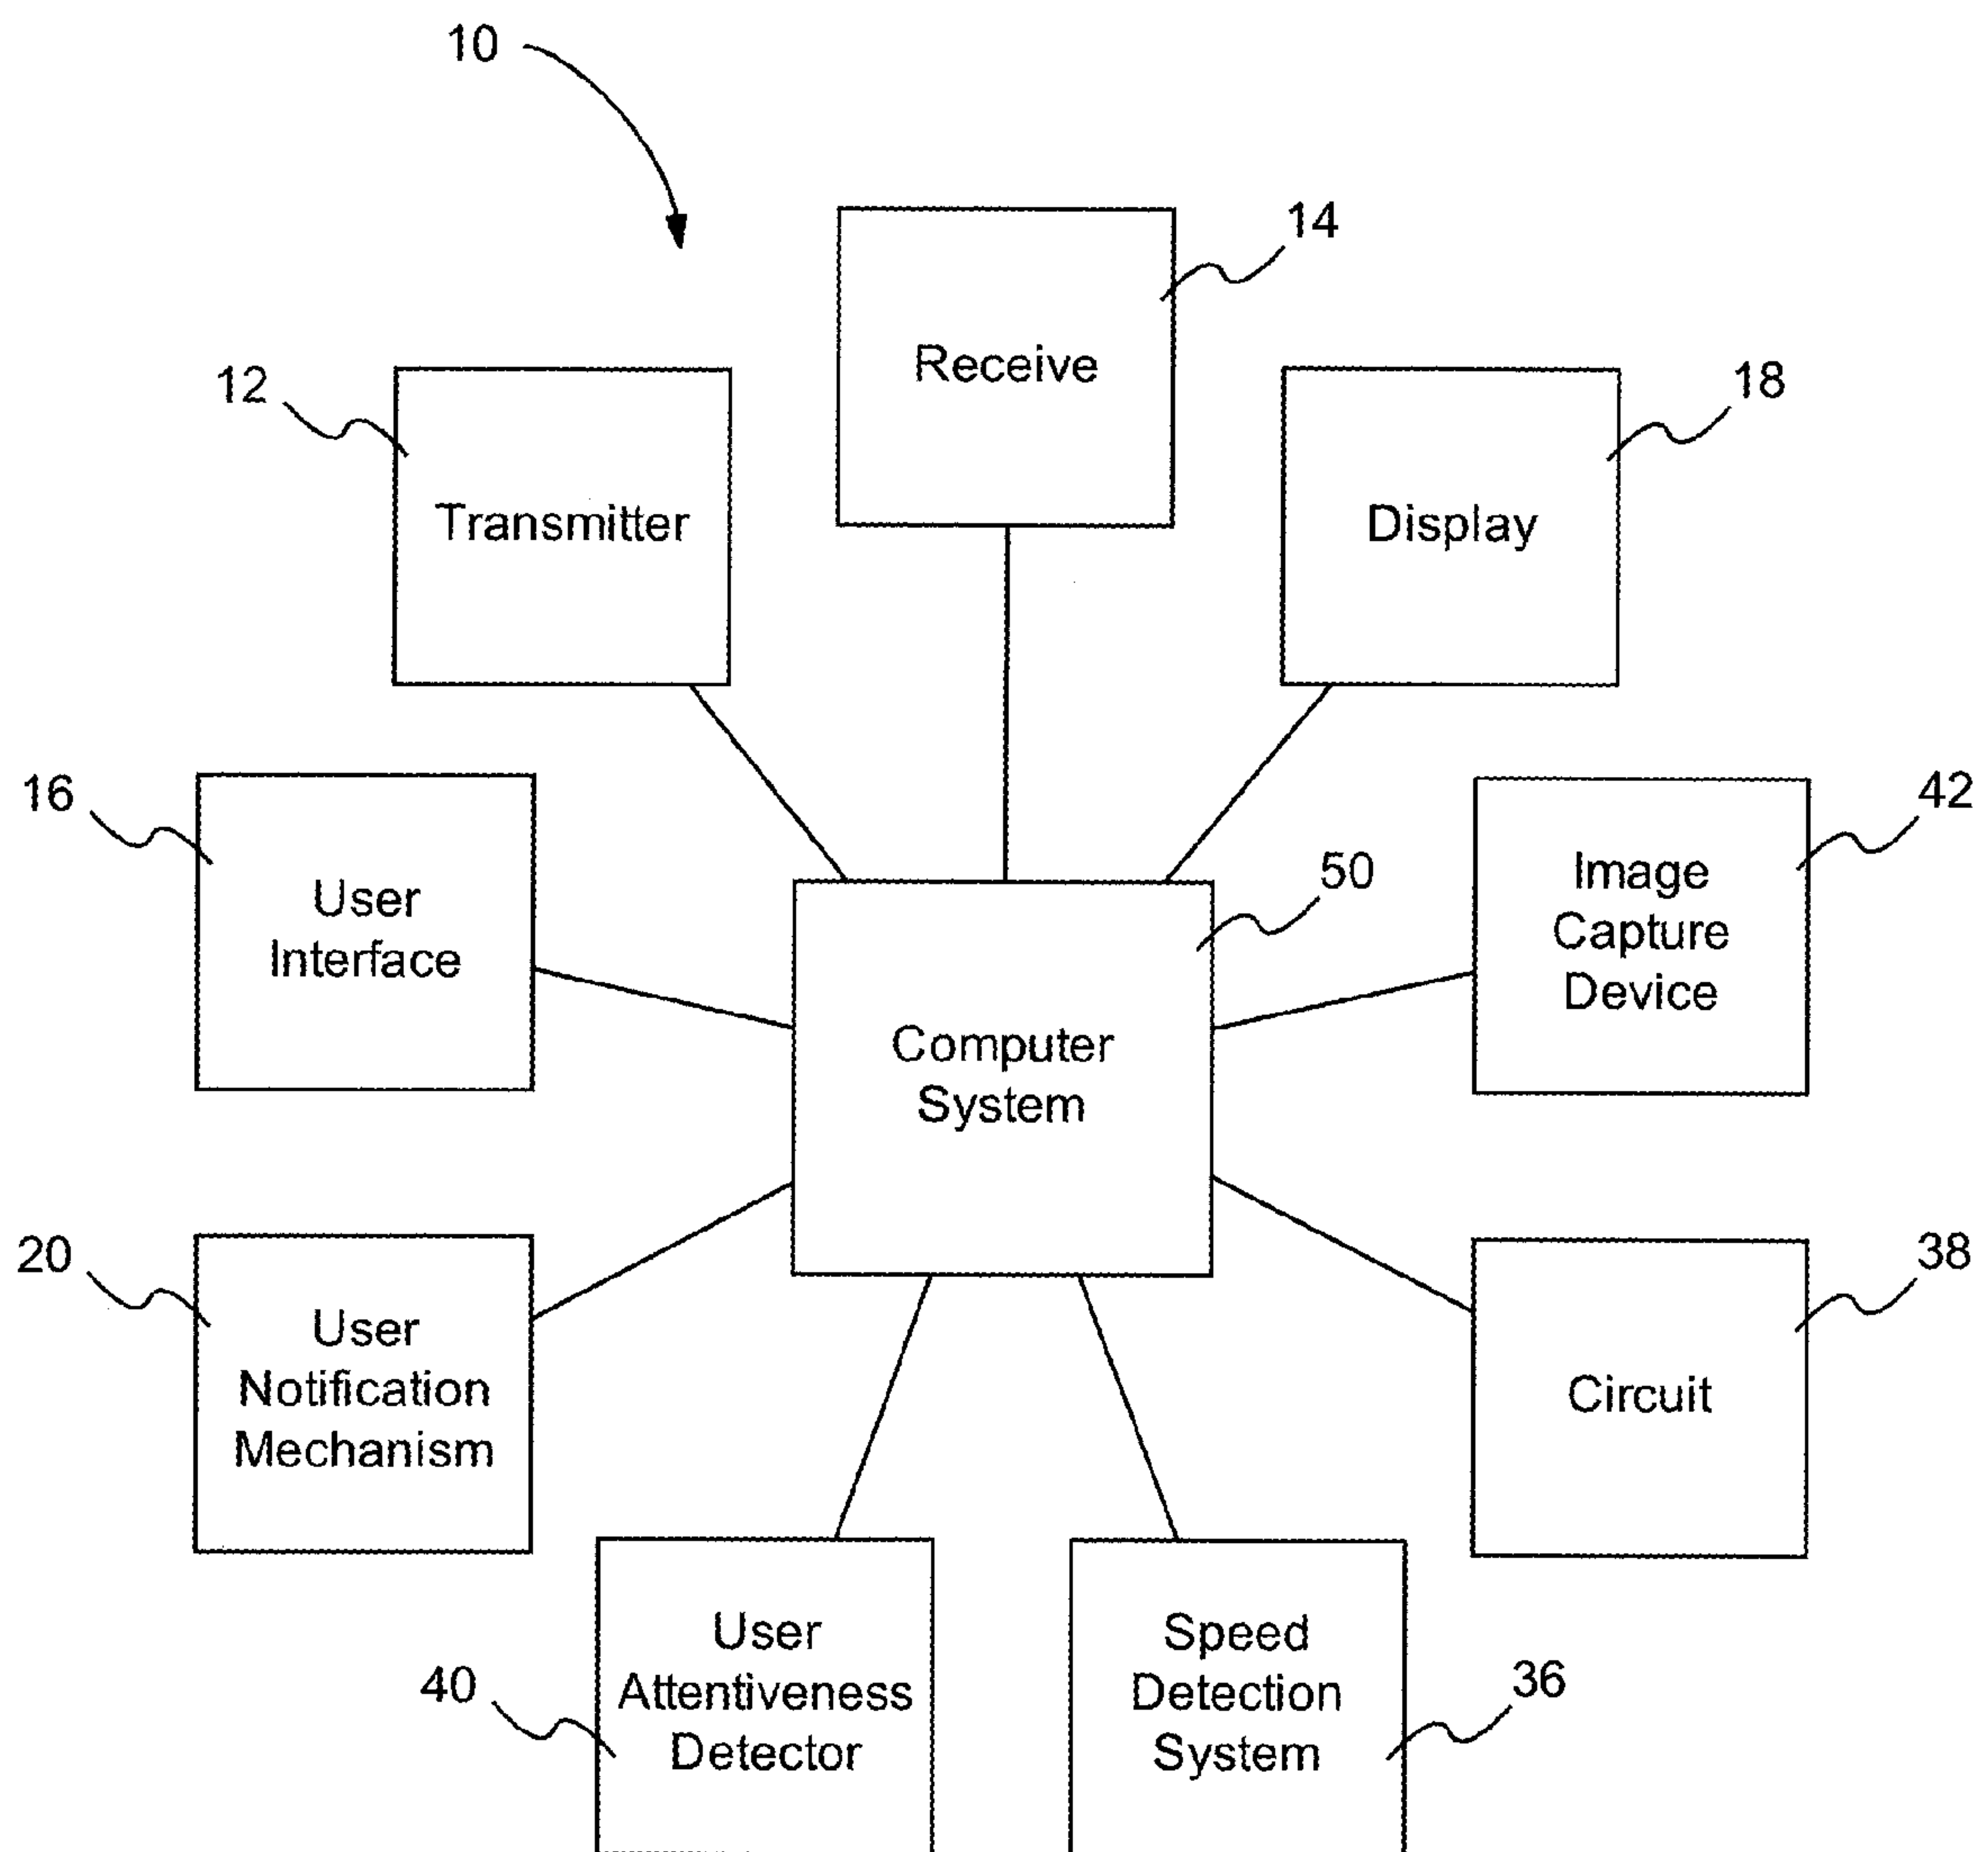 10
14
Receive
12
Transmitter
18
Display
16
User
Interface
50
Computer
System
42
Image
Capture
Device
20
User
Notification
Mechanism
38
Circuit
40
User
Attentiveness
Detector
36
Speed
Detection
System